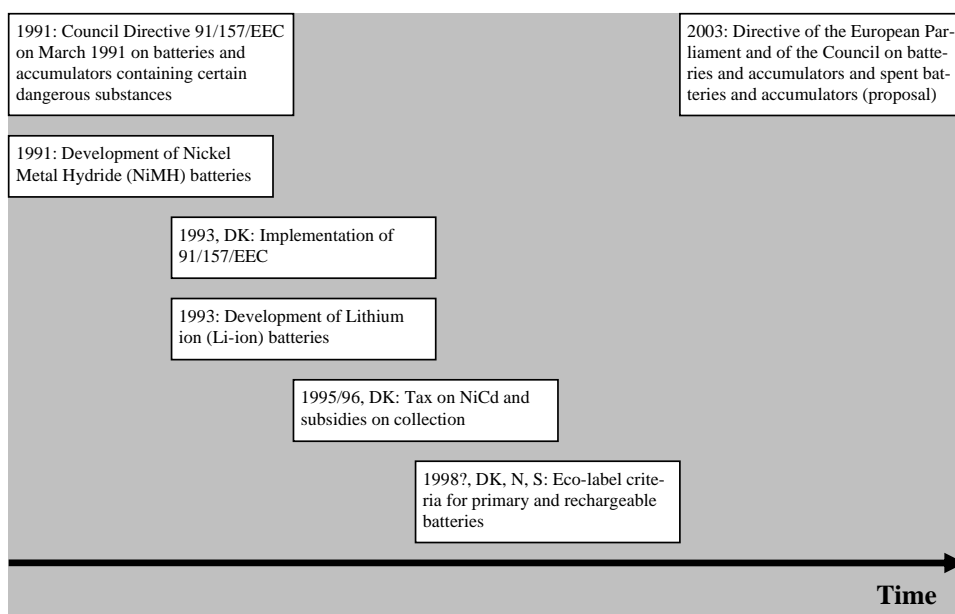 1991: Council Directive 91/157/EEC
on March 1991 on batteries and
accumulators containing certain
dangerous substances
2003: Directive of the European Par-
liament and of the Council on batte-
ries and accumulators and spent bat-
teries and accumulators (proposal)
1991: Development of Nickel
Metal Hydride (NiMH) batteries
1993, DK: Implementation of
91/157/EEC
1993: Development of Lithium
ion (Li-ion) batteries
1995/96, DK: Tax on NiCd and
subsidies on collection
1998?, DK, N, S: Eco-label crite-
ria for primary and rechargeable
batteries
Time